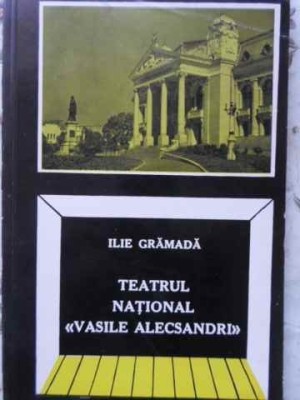 ILIE GRĂMADĂ
TEATRUL
NAȚIONAL
«VASILE ALECSANDRI»